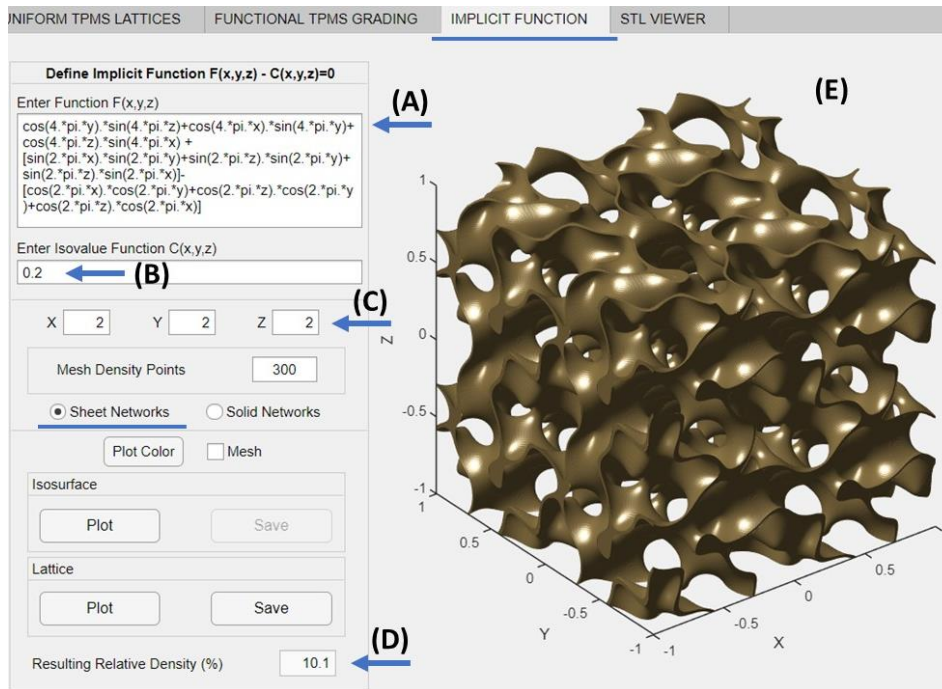 UNIFORM TPMS LATTICES FUNCTIONAL TPMS GRADING IMPLICIT FUNCTION STL VIEWER
Define Implicit Function F(x,y,z) - C(x,y,z)=0
Enter Function F(x,y,z)
(A)
(E)
cos(4.*pi.*y).*sin(4.*pi.*z)+cos(4.*pi.*x).*sin(4.*pi.*y)+
cos(4.*pi.*z).*sin(4.*pi.*x) +
[sin(2.*pi.*x).*sin(2.*pi.*y)+sin(2.*pi.*z).*sin(2.*pi.*y)+
sin(2.*pi.*z).*sin(2.*pi.*x)]-
[cos(2.*pi.*x).*cos(2.*pi.*y)+cos(2.*pi.*z).*cos(2.*pi.*y
)+cos(2.*pi.*z).*cos(2.*pi.*x)]
Enter Isovalue Function C(x,y,z)
0.2 (B)
(C)
X 2 Y 2 Z 2
Mesh Density Points 300
Sheet Networks Solid Networks
Plot Color Mesh
Isosurface
Plot Save
Lattice
Plot Save
(D)
Resulting Relative Density (%) 10.1
1
0.5
0
-0.5
-1
Z
1
0.5
0
-0.5
-1
Y
-1
-0.5
0
0.5
X